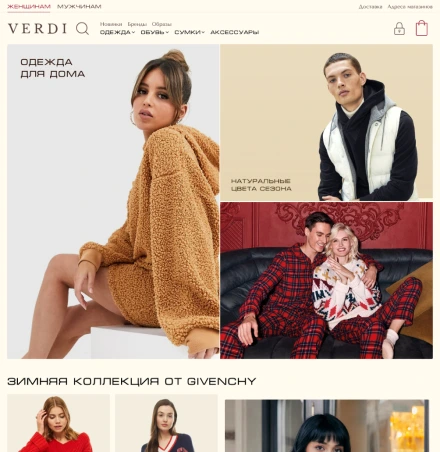 ЖЕНЩИНАМ МУЖЧИНАМ Доставка Адреса магазинов
VERDI Новинки Бренды Образы
ОДЕЖДА ОБУВЬ СУМКИ АКСЕССУАРЫ
ОДЕЖДА
ДЛЯ ДОМА
НАТУРАЛЬНЫЕ
ЦВЕТА СЕЗОНА
ЗИМНЯЯ КОЛЛЕКЦИЯ ОТ GIVENCHY